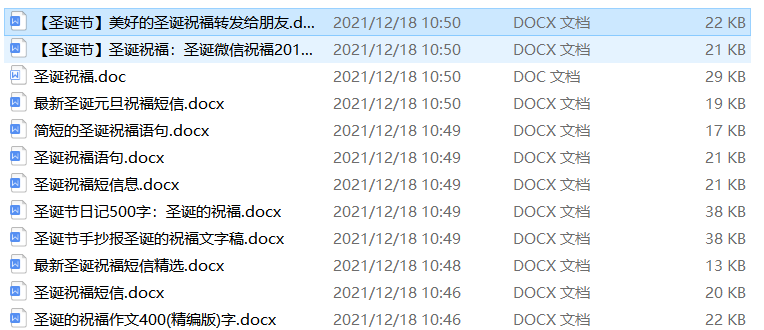 【圣诞节】美好的圣诞祝福转发给朋友.d... 2021/12/18 10:50 DOCX 文档 22 KB
【圣诞节】圣诞祝福：圣诞微信祝福201... 2021/12/18 10:50 DOCX 文档 21 KB
圣诞祝福.doc 2021/12/18 10:50 DOC 文档 29 KB
最新圣诞元旦祝福短信.docx 2021/12/18 10:50 DOCX 文档 19 KB
简短的圣诞祝福语句.docx 2021/12/18 10:49 DOCX 文档 17 KB
圣诞祝福语句.docx 2021/12/18 10:49 DOCX 文档 21 KB
圣诞祝福短信息.docx 2021/12/18 10:49 DOCX 文档 21 KB
圣诞节日记500字：圣诞的祝福.docx 2021/12/18 10:49 DOCX 文档 38 KB
圣诞节手抄报圣诞的祝福文字稿.docx 2021/12/18 10:49 DOCX 文档 38 KB
最新圣诞祝福短信精选.docx 2021/12/18 10:48 DOCX 文档 13 KB
圣诞祝福短信.docx 2021/12/18 10:46 DOCX 文档 20 KB
圣诞的祝福作文400(精编版)字.docx 2021/12/18 10:46 DOCX 文档 22 KB